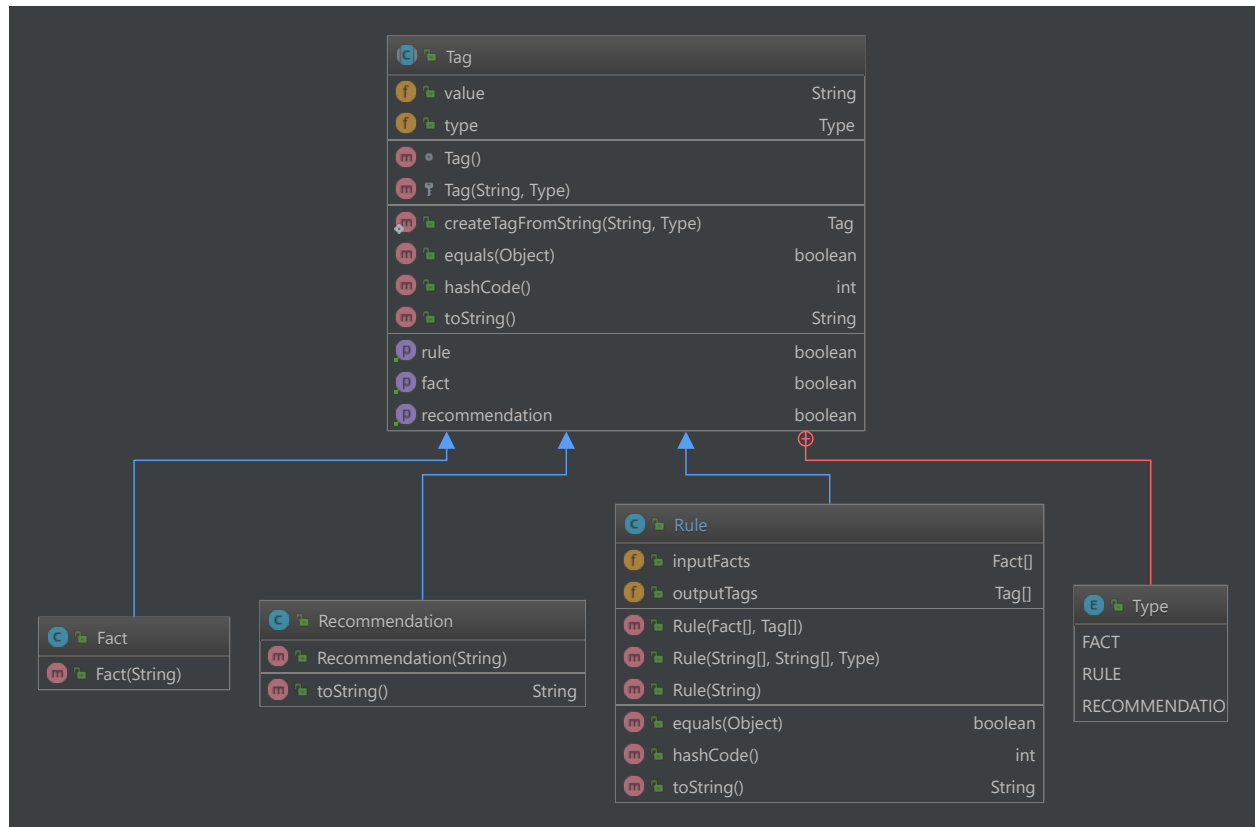 Tag
value String
type Type
Tag()
Tag(String, Type)
createTagFromString(String, Type) Tag
equals(Object) boolean
hashCode() int
toString() String
rule boolean
fact boolean
recommendation boolean
Fact
Fact(String)
Recommendation
Recommendation(String)
toString() String
Rule
inputFacts Fact[]
outputTags Tag[]
Rule(Fact[], Tag[])
Rule(String[], String[], Type)
Rule(String)
equals(Object) boolean
hashCode() int
toString() String
Type
FACT
RULE
RECOMMENDATIO